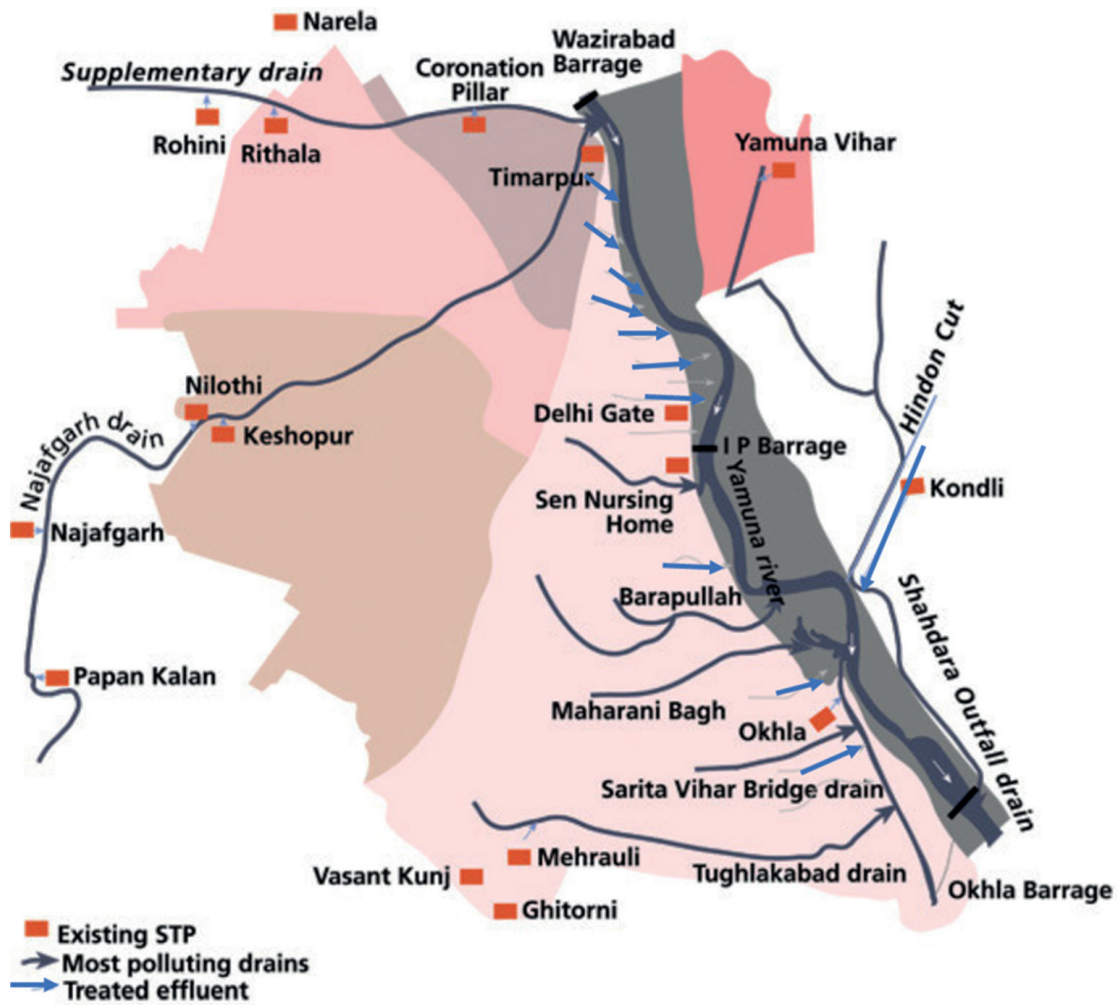 Narela
Wazirabad
Barrage
Supplementary drain
Coronation
Pillar
Rohini
Rithala
Timarpur
Yamuna Vihar
Hindon Cut
Nilothi
Keshopur
Najafgarh drain
Delhi Gate
I P Barrage
Kondli
Sen Nursing
Home
Yamuna river
Najafgarh
Barapullah
Shahdara Outfall drain
Papan Kalan
Maharani Bagh
Okhla
Sarita Vihar Bridge drain
Mehrauli
Tughlakabad drain
Vasant Kunj
Okhla Barrage
Ghitorni
Existing STP
Most polluting drains
Treated effluent